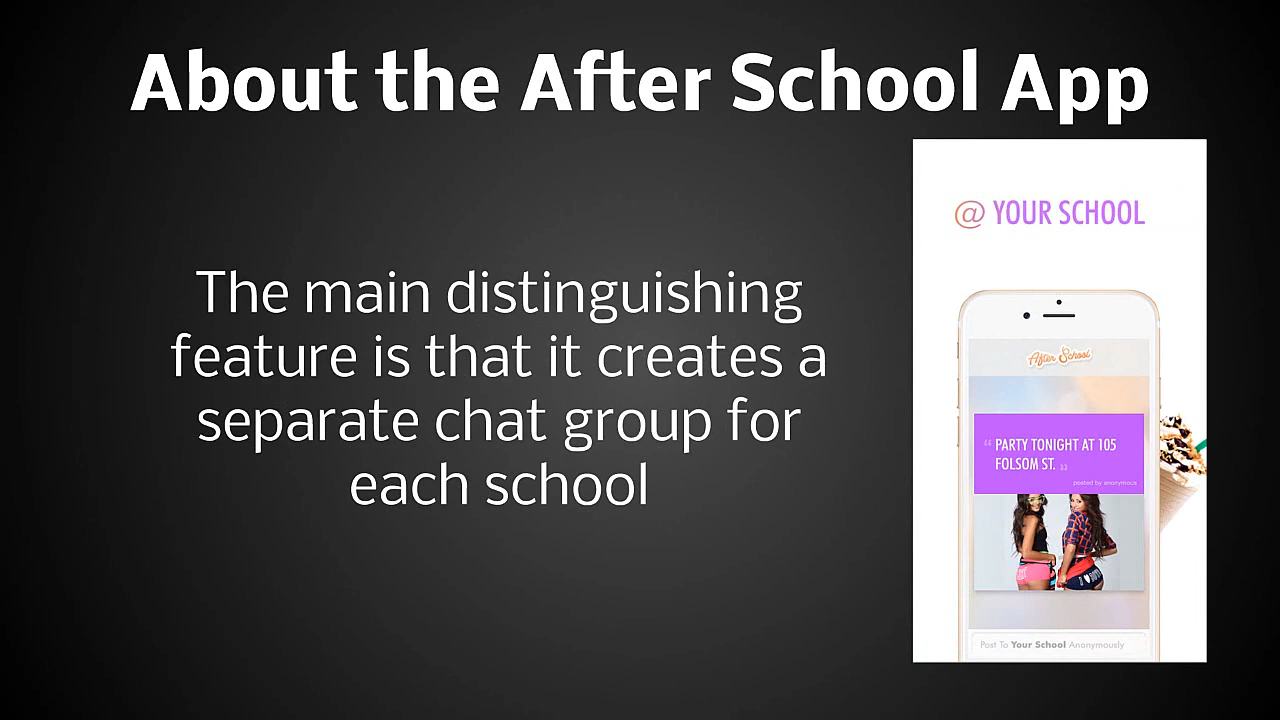 About the After School App
The main distinguishing
feature is that it creates a
separate chat group for
each school
@ YOUR SCHOOL
After School
“ PARTY TONIGHT AT 105
FOLSOM ST. ”
posted by anonymous
Post To Your School Anonymously